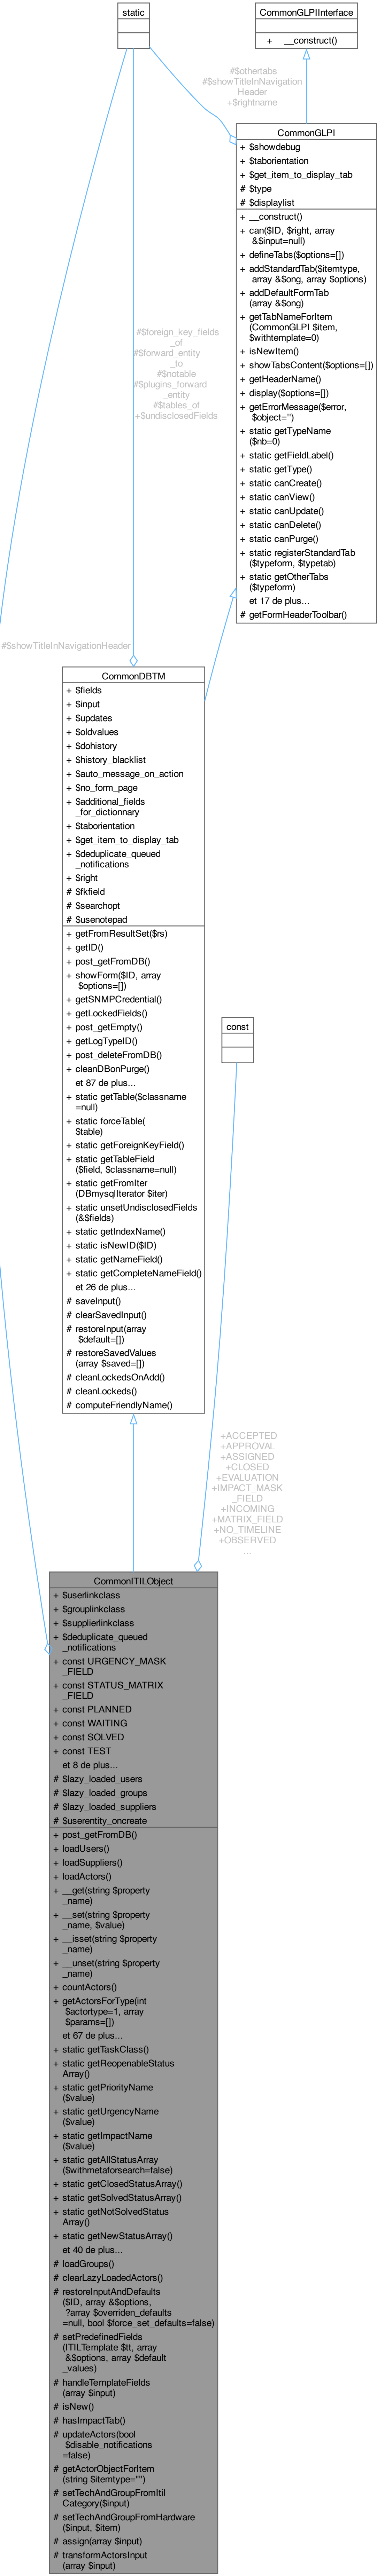 static
CommonGLPIInterface
+ __construct()
#$othertabs
#$showTitleInNavigation
Header
+$rightname
CommonGLPI
+ $showdebug
+ $taborientation
+ $get_item_to_display_tab
# $type
# $displaylist
+ __construct()
+ can($ID, $right, array
&$input=null)
+ defineTabs($options=[])
+ addStandardTab($itemtype,
array &$ong, array $options)
+ addDefaultFormTab
(array &$ong)
+ getTabNameForItem
(CommonGLPI $item,
$withtemplate=0)
+ isNewItem()
+ showTabsContent($options=[])
+ getHeaderName()
+ display($options=[])
+ getErrorMessage($error,
$object='')
+ static getTypeName
($nb=0)
+ static getFieldLabel()
+ static getType()
+ static canCreate()
+ static canView()
+ static canUpdate()
+ static canDelete()
+ static canPurge()
+ static registerStandardTab
($typeform, $typetab)
+ static getOtherTabs
($typeform)
et 17 de plus...
# getFormHeaderToolbar()
#$foreign_key_fields
_of
#$forward_entity
_to
#$notable
#$plugins_forward
_entity
#$tables_of
+$undisclosedFields
#$showTitleInNavigationHeader
CommonDBTM
+ $fields
+ $input
+ $updates
+ $oldvalues
+ $dohistory
+ $history_blacklist
+ $auto_message_on_action
+ $no_form_page
+ $additional_fields
_for_dictionnary
+ $taborientation
+ $get_item_to_display_tab
+ $deduplicate_queued
_notifications
+ $right
# $fkfield
# $searchopt
# $usenotepad
+ getFromResultSet($rs)
+ getID()
+ post_getFromDB()
+ showForm($ID, array
$options=[])
+ getSNMPCredential()
+ getLockedFields()
+ post_getEmpty()
+ getLogTypeID()
+ post_deleteFromDB()
+ cleanDBonPurge()
et 87 de plus...
+ static getTable($classname
=null)
+ static forceTable(
$table)
+ static getForeignKeyField()
+ static getTableField
($field, $classname=null)
+ static getFromIter
(DBmysqlIterator $iter)
+ static unsetUndisclosedFields
(&$fields)
+ static getIndexName()
+ static isNewID($ID)
+ static getNameField()
+ static getCompleteNameField()
et 26 de plus...
# saveInput()
# clearSavedInput()
# restoreInput(array
$default=[])
# restoreSavedValues
(array $saved=[])
# cleanLockedsOnAdd()
# cleanLockeds()
# computeFriendlyName()
const
+ACCEPTED
+APPROVAL
+ASSIGNED
+CLOSED
+EVALUATION
+IMPACT_MASK
_FIELD
+INCOMING
+MATRIX_FIELD
+NO_TIMELINE
+OBSERVED
...
CommonITILObject
+ $userlinkclass
+ $grouplinkclass
+ $supplierlinkclass
+ $deduplicate_queued
_notifications
+ const URGENCY_MASK
_FIELD
+ const STATUS_MATRIX
_FIELD
+ const PLANNED
+ const WAITING
+ const SOLVED
+ const TEST
et 8 de plus...
# $lazy_loaded_users
# $lazy_loaded_groups
# $lazy_loaded_suppliers
# $userentity_oncreate
+ post_getFromDB()
+ loadUsers()
+ loadSuppliers()
+ loadActors()
+ __get(string $property
_name)
+ __set(string $property
_name, $value)
+ __isset(string $property
_name)
+ __unset(string $property
_name)
+ countActors()
+ getActorsForType(int
$actortype=1, array
$params=[])
et 67 de plus...
+ static getTaskClass()
+ static getReopenableStatus
Array()
+ static getPriorityName
($value)
+ static getUrgencyName
($value)
+ static getImpactName
($value)
+ static getAllStatusArray
($withmetaforsearch=false)
+ static getClosedStatusArray()
+ static getSolvedStatusArray()
+ static getNotSolvedStatus
Array()
+ static getNewStatusArray()
et 40 de plus...
# loadGroups()
# clearLazyLoadedActors()
# restoreInputAndDefaults
($ID, array &$options,
?array $overriden_defaults
=null, bool $force_set_defaults=false)
# setPredefinedFields
(ITILTemplate $tt, array
&$options, array $default
_values)
# handleTemplateFields
(array $input)
# isNew()
# hasImpactTab()
# updateActors(bool
$disable_notifications
=false)
# getActorObjectForItem
(string $itemtype="")
# setTechAndGroupFromItil
Category($input)
# setTechAndGroupFromHardware
($input, $item)
# assign(array $input)
# transformActorsInput
(array $input)